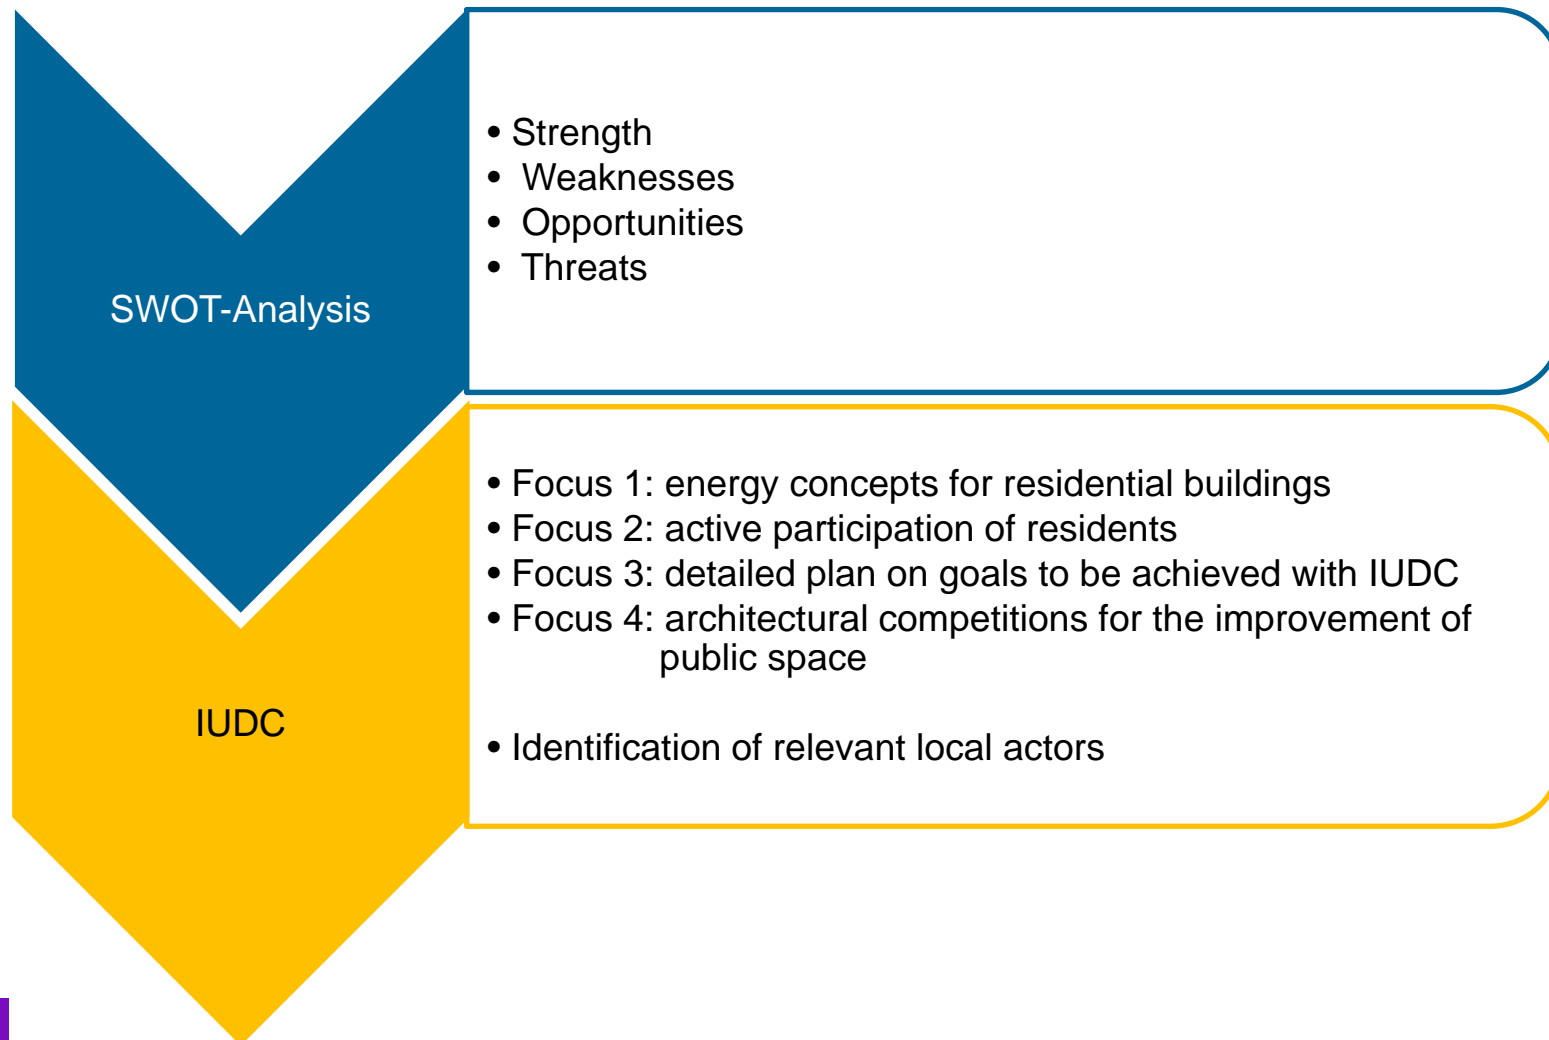 SWOT-Analysis
• Strength
• Weaknesses
• Opportunities
• Threats
IUDC
• Focus 1: energy concepts for residential buildings
• Focus 2: active participation of residents
• Focus 3: detailed plan on goals to be achieved with IUDC
• Focus 4: architectural competitions for the improvement of
public space
• Identification of relevant local actors